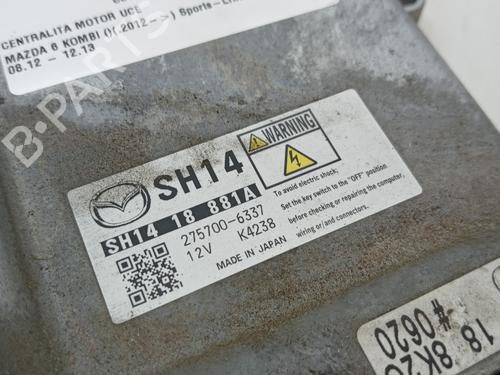 CENTRALITA MOTOR UCE
MAZDA 6 KOMBI () (2012->)
08.12 - 12.13
B-PARTS
SH14
WARNING
SH14 18 881A
275700-6337
12V K4238
MADE IN JAPAN
To avoid electric shock;
Set the key switch to the "OFF" position
before checking or repairing the computer,
wiring or/and connectors.
18 8K20
#0620